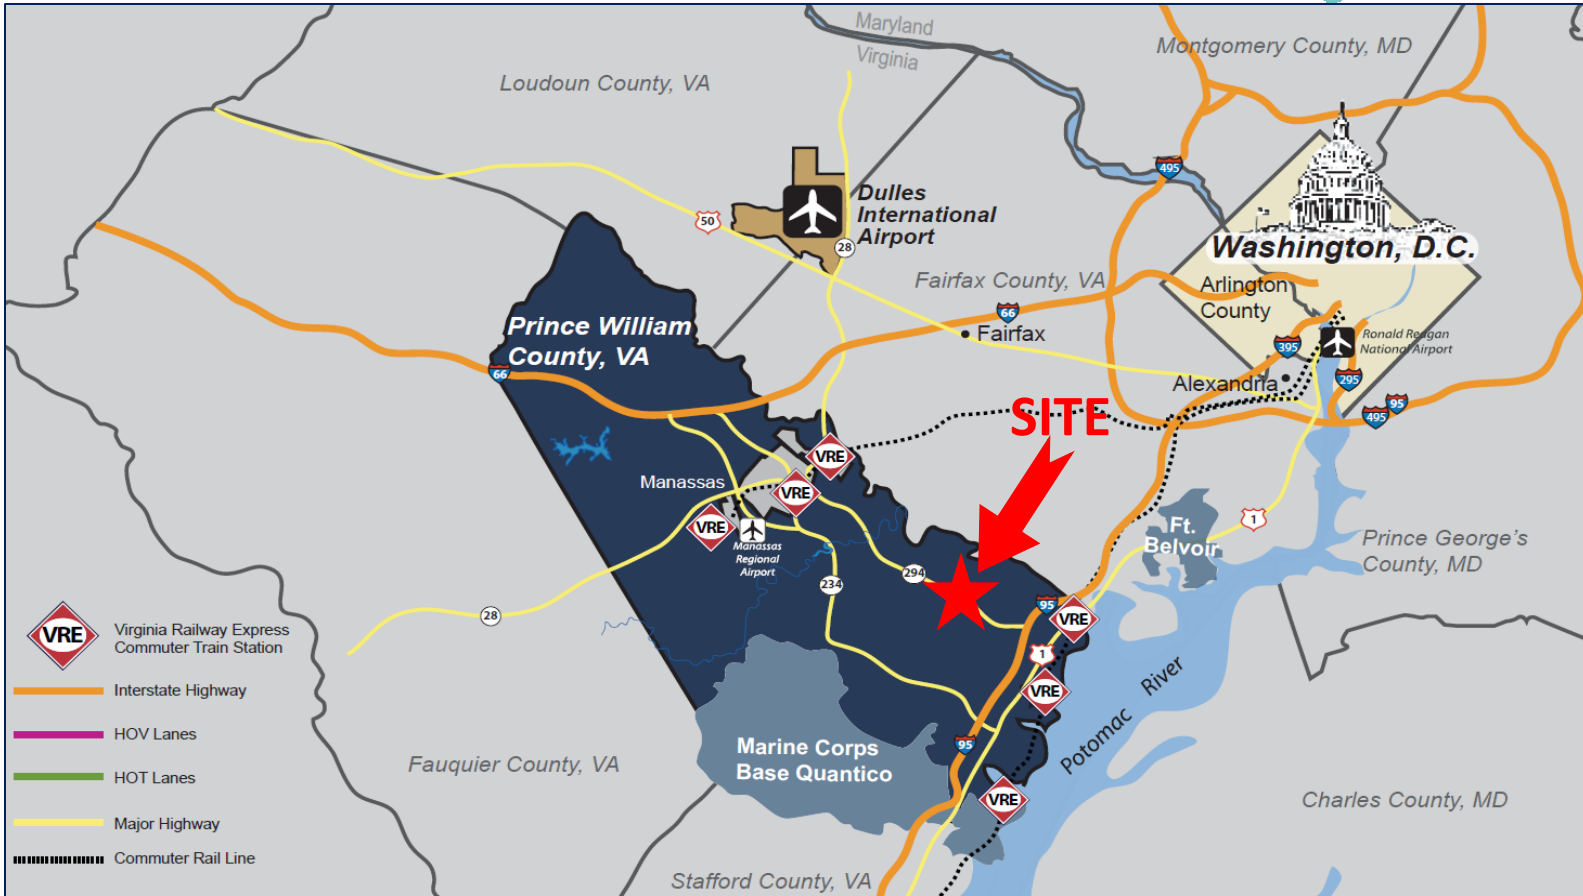 Maryland
Virginia
Montgomery County, MD
Loudoun County, VA
495
50
Dulles
International
Airport
28
Washington, D.C.
Fairfax County, VA
Arlington
County
66
Fairfax
Prince William
County, VA
66
395
Ronald Reagan
National Airport
Alexandria
295
95
495
SITE
VRE
Manassas
VRE
VRE
Manassas
Regional
Airport
1
Ft.
Belvoir
Prince George's
County, MD
294
234
28
95
VRE
1
VRE
Potomac River
95
Marine Corps
Base Quantico
VRE
Fauquier County, VA
Charles County, MD
Stafford County, VA
VRE
Virginia Railway Express
Commuter Train Station
Interstate Highway
HOV Lanes
HOT Lanes
Major Highway
Commuter Rail Line